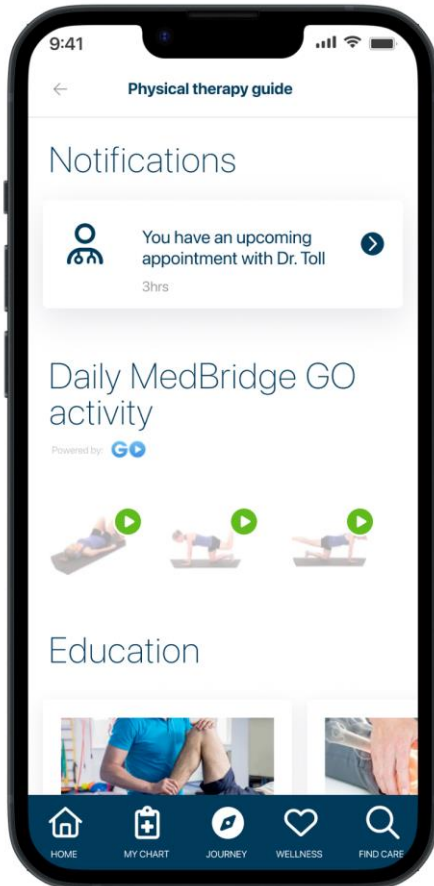 9:41
Physical therapy guide
Notifications
You have an upcoming
appointment with Dr. Toll
3hrs
Daily MedBridge GO
activity
Powered by: GO
Education
HOME MY CHART JOURNEY WELLNESS FIND CARE